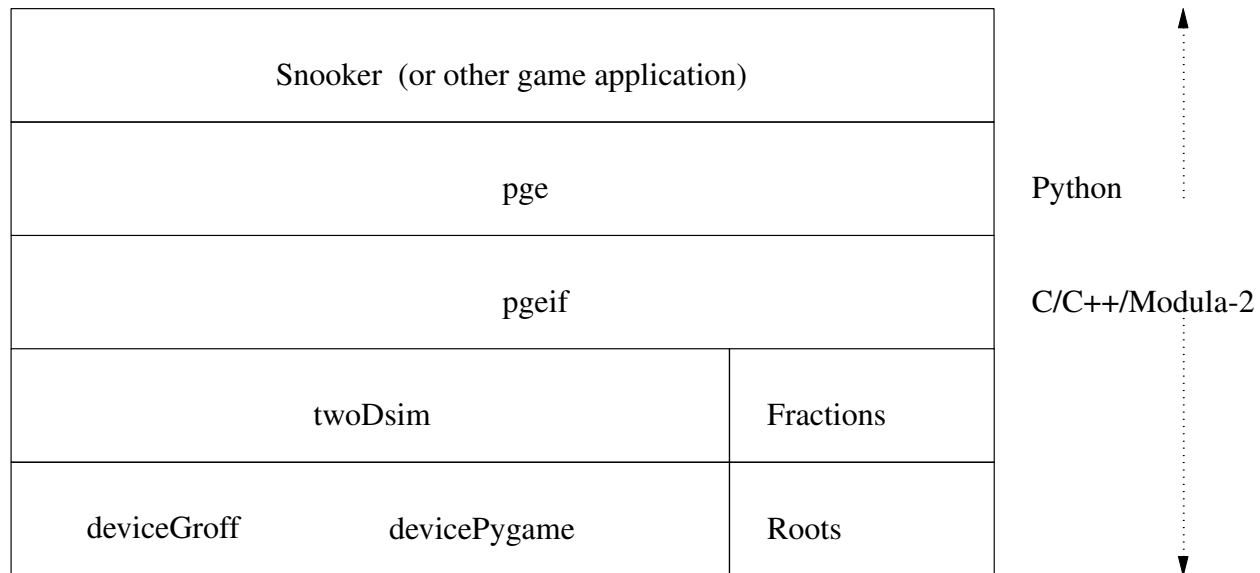 Snooker (or other game application)
pge
Python
pgeif
C/C++/Modula-2
twoDsim
Fractions
deviceGroff
devicePygame
Roots